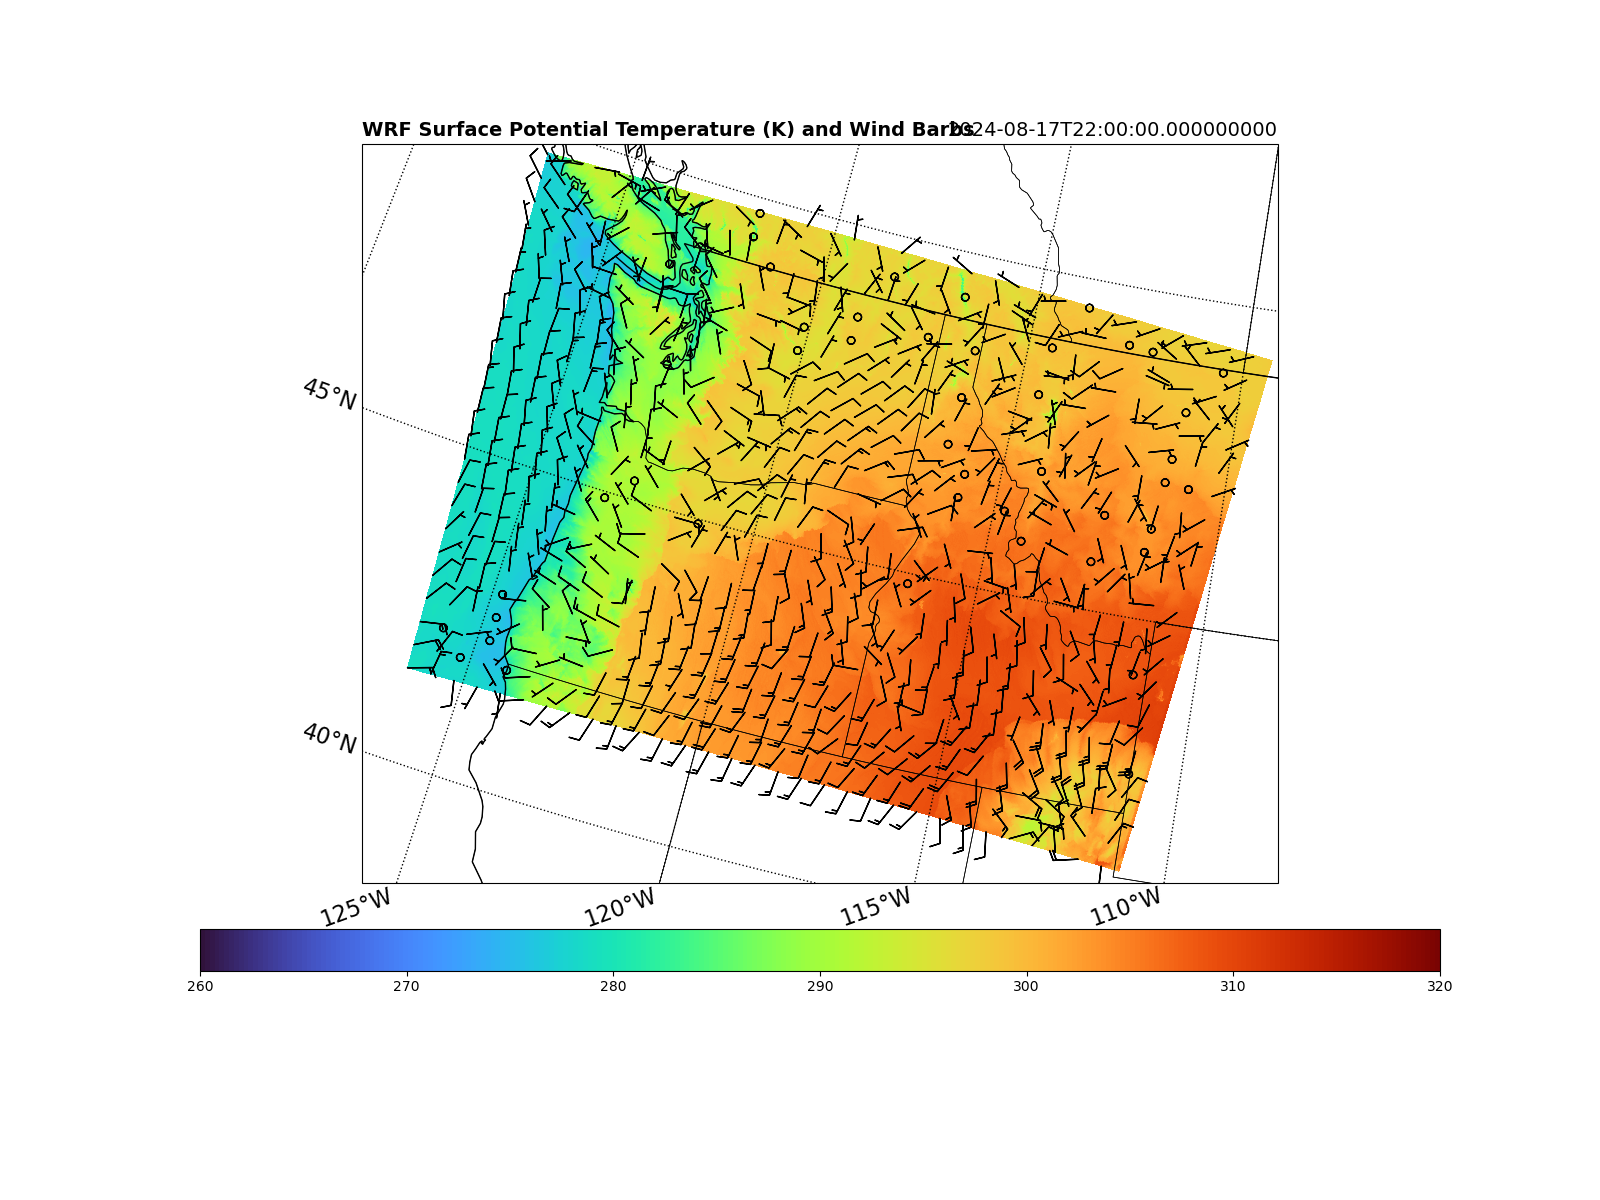 WRF Surface Potential Temperature (K) and Wind Barbs 2024-08-17T22:00:00.000000000
45°N
40°N
125°W 120°W 115°W 110°W
260 270 280 290 300 310 320